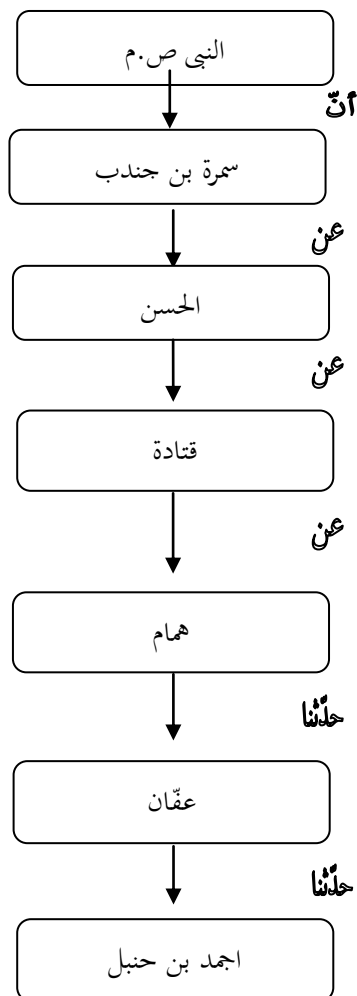 النبى ص.م
أنّ
سمرة بن جندب
عن
الحسن
عن
قتادة
عن
همام
حدّثنا
عفّان
حدّثنا
احمد بن حنبل